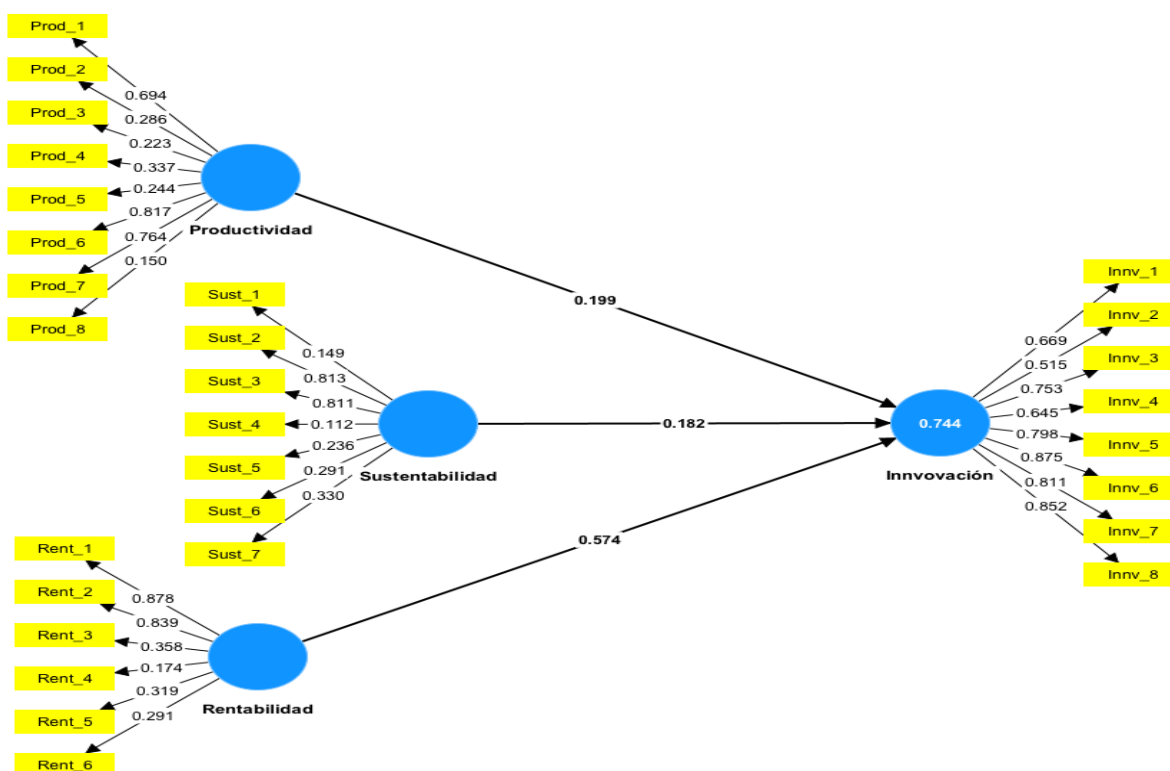 Prod_1
Prod_2
Prod_3
Prod_4
Prod_5
Prod_6
Prod_7
Prod_8
0.694
0.286
0.223
0.337
0.244
0.817
0.764
0.150
Productividad
Sust_1
Sust_2
Sust_3
Sust_4
Sust_5
Sust_6
Sust_7
0.149
0.813
0.811
0.112
0.236
0.291
0.330
Sustentabilidad
Rent_1
Rent_2
Rent_3
Rent_4
Rent_5
Rent_6
0.878
0.839
0.358
0.174
0.319
0.291
Rentabilidad
0.199
0.182
0.574
0.744
Innvovación
0.669
0.515
0.753
0.645
0.798
0.875
0.811
0.852
Innv_1
Innv_2
Innv_3
Innv_4
Innv_5
Innv_6
Innv_7
Innv_8